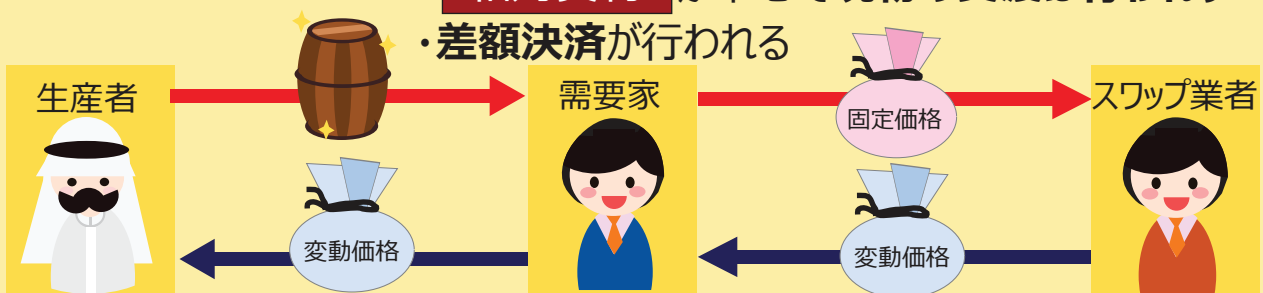 ・差額決済が行われる
生産者
需要家
スワップ業者
固定価格
変動価格
変動価格